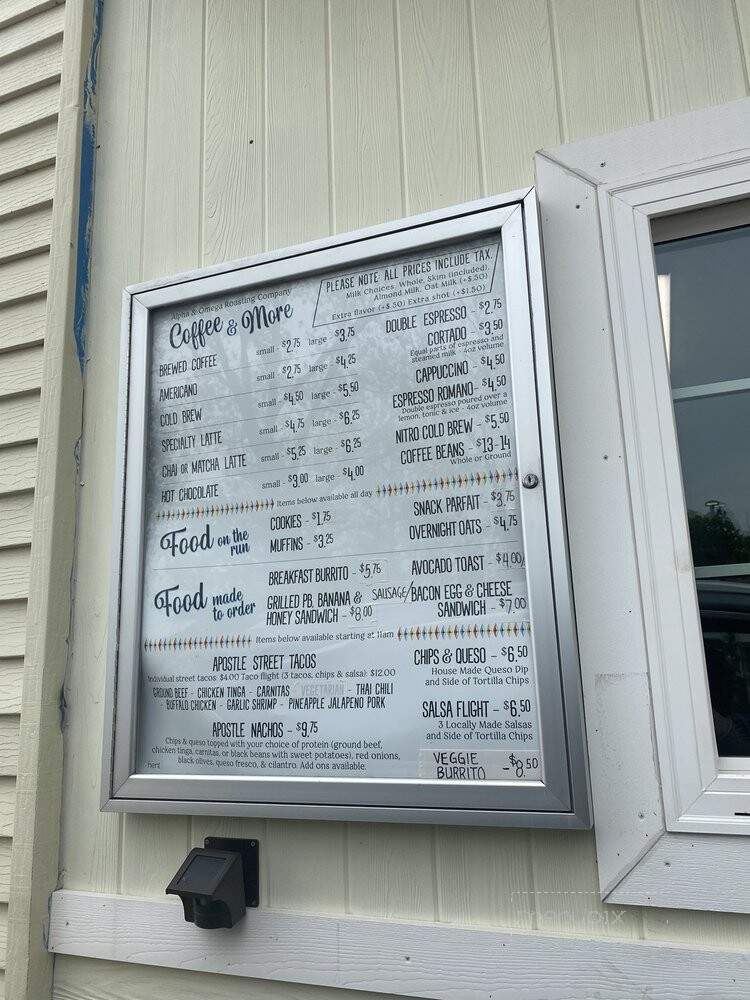 Alpha & Omega Roasting Company
Coffee & More
PLEASE NOTE ALL PRICES INCLUDE TAX.
Milk Choices, Whole, Skim (included),
Almond Milk, Oat Milk (+$.50)
Extra flavor (+$.50) Extra shot (+$1.50)
BREWED COFFEE small - $2.75 large - $3.75
AMERICANO small - $2.75 large - $4.25
COLD BREW small - $4.50 large - $5.50
SPECIALTY LATTE small - $4.75 large - $6.25
CHAI OR MATCHA LATTE small - $5.25 large - $6.25
HOT CHOCOLATE small - $3.00 large - $4.00
DOUBLE ESPRESSO - $2.75
CORTADO - $3.50
Equal parts of espresso and
steamed milk - 4oz volume
CAPPUCCINO - $4.50
ESPRESSO ROMANO- $4.50
Double espresso poured over a
lemon, tonic & ice - 4oz volume
NITRO COLD BREW - $5.50
COFFEE BEANS - $13-14
Whole or Ground
Items below available all day
Food on the
run
COOKIES - $1.75
MUFFINS - $3.25
SNACK PARFAIT - $3.75
OVERNIGHT OATS - $4.75
Food made
to order
BREAKFAST BURRITO - $5.75
GRILLED PB, BANANA &
HONEY SANDWICH - $8.00
AVOCADO TOAST - $4.00
SAUSAGE/BACON EGG & CHEESE
SANDWICH - $7.00
Items below available starting at 11am
APOSTLE STREET TACOS
Individual street tacos: $4.00 Taco flight (3 tacos, chips & salsa): $12.00
GROUND BEEF - CHICKEN TINGA - CARNITAS - VEGETARIAN - THAI CHILI
- BUFFALO CHICKEN - GARLIC SHRIMP - PINEAPPLE JALAPENO PORK
APOSTLE NACHOS - $9.75
Chips & queso topped with your choice of protein (ground beef,
chicken tinga, carnitas, or black beans with sweet potatoes), red onions,
black olives, queso fresco, & cilantro. Add ons available.
CHIPS & QUESO - $6.50
House Made Queso Dip
and Side of Tortilla Chips
SALSA FLIGHT - $6.50
3 Locally Made Salsas
and Side of Tortilla Chips
VEGGIE
BURRITO - $8.50
menupix